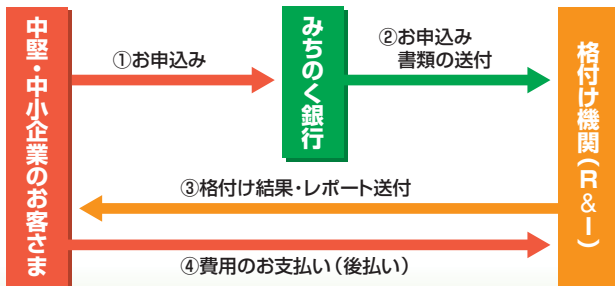 中堅・中小企業のお客さま
①お申込み
みちのく銀行
②お申込み
書類の送付
格付け機関(R&I)
③格付け結果・レポート送付
④費用のお支払い(後払い)